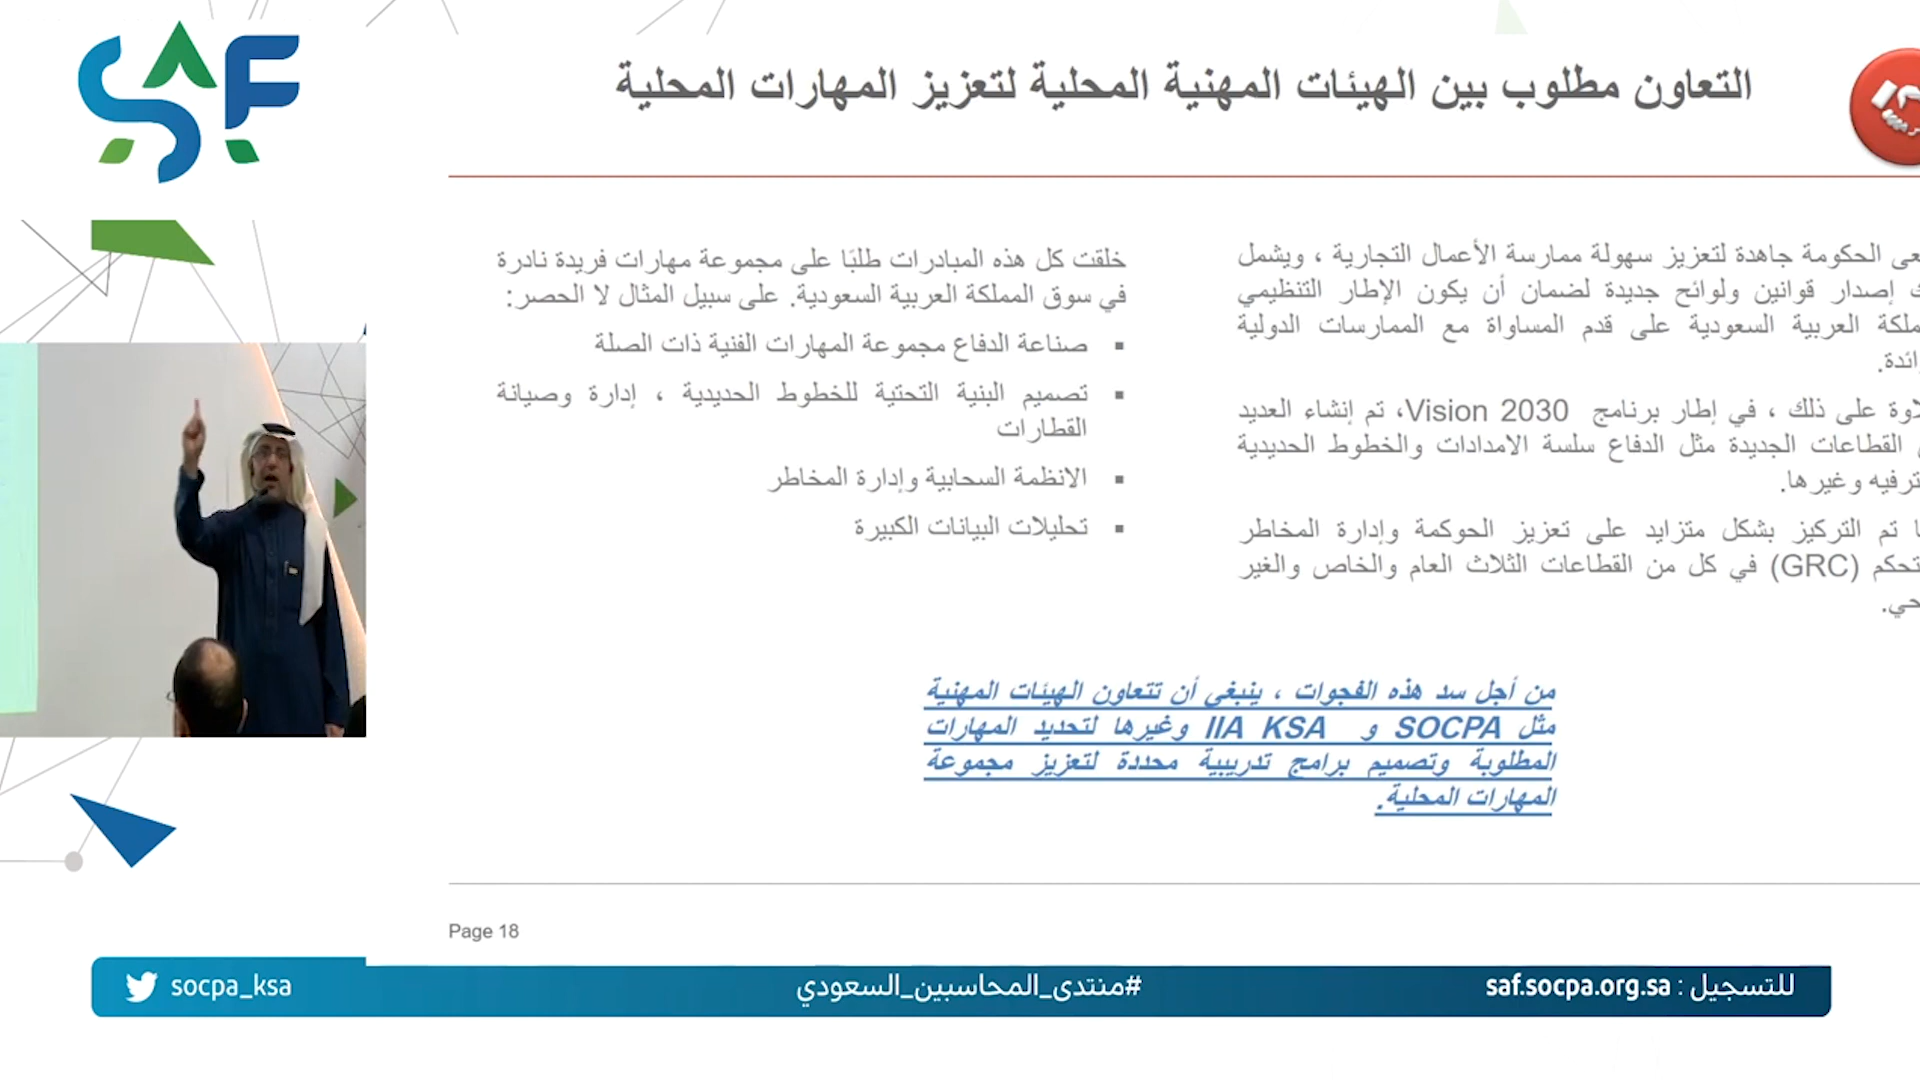 SAF
التعاون مطلوب بين الهيئات المهنية المحلية لتعزيز المهارات المحلية
الحكومة جاهدة لتعزيز سهولة ممارسة الأعمال التجارية ، ويشمل
إصدار قوانين ولوائح جديدة لضمان أن يكون الإطار التنظيمي
العربية السعودية على قدم المساواة مع الممارسات الدولية
على ذلك ، في إطار برنامج Vision 2030، تم إنشاء العديد
القطاعات الجديدة مثل الدفاع سلسة الامدادات والخطوط الحديدية
وغيرها.
تم التركيز بشكل متزايد على تعزيز الحوكمة وإدارة المخاطر
(GRC) في كل من القطاعات الثلاث العام والخاص والغير
خلقت كل هذه المبادرات طلبًا على مجموعة مهارات فريدة نادرة
في سوق المملكة العربية السعودية. على سبيل المثال لا الحصر:
▪ صناعة الدفاع مجموعة المهارات الفنية ذات الصلة
▪ تصميم البنية التحتية للخطوط الحديدية ، إدارة وصيانة
القطارات
▪ الانظمة السحابية وإدارة المخاطر
▪ تحليلات البيانات الكبيرة
من أجل سد هذه الفجوات ، ينبغي أن تتعاون الهيئات المهنية
مثل SOCPA و IIA KSA وغيرها لتحديد المهارات
المطلوبة وتصميم برامج تدريبية محددة لتعزيز مجموعة
المهارات المحلية.
Page 18
للتسجيل : saf.socpa.org.sa
#منتدى_المحاسبين_السعودي
socpa_ksa